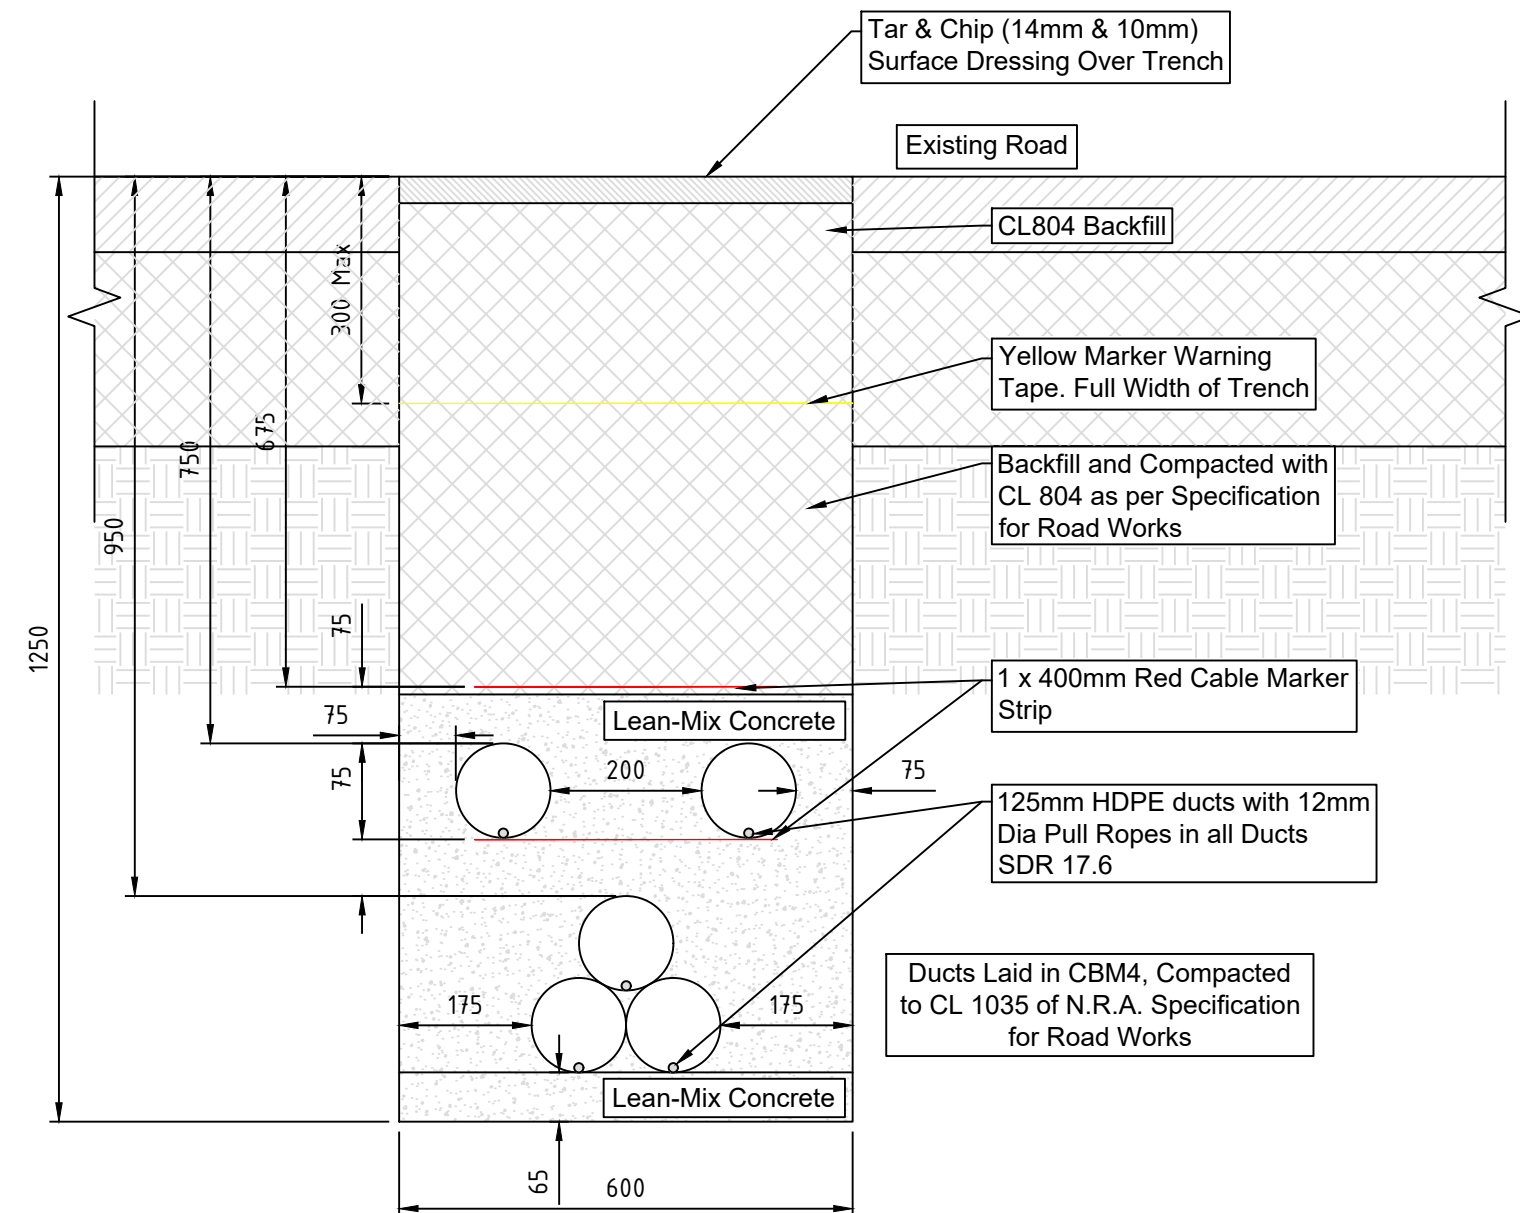 Tar & Chip (14mm & 10mm)
Surface Dressing Over Trench
Existing Road
CL804 Backfill
300 Max
Yellow Marker Warning
Tape. Full Width of Trench
675
750
Backfill and Compacted with
CL 804 as per Specification
for Road Works
950
75
1250
1 x 400mm Red Cable Marker
Strip
Lean-Mix Concrete
75
75
200
75
125mm HDPE ducts with 12mm
Dia Pull Ropes in all Ducts
SDR 17.6
Ducts Laid in CBM4, Compacted
to CL 1035 of N.R.A. Specification
for Road Works
175
175
Lean-Mix Concrete
65
600